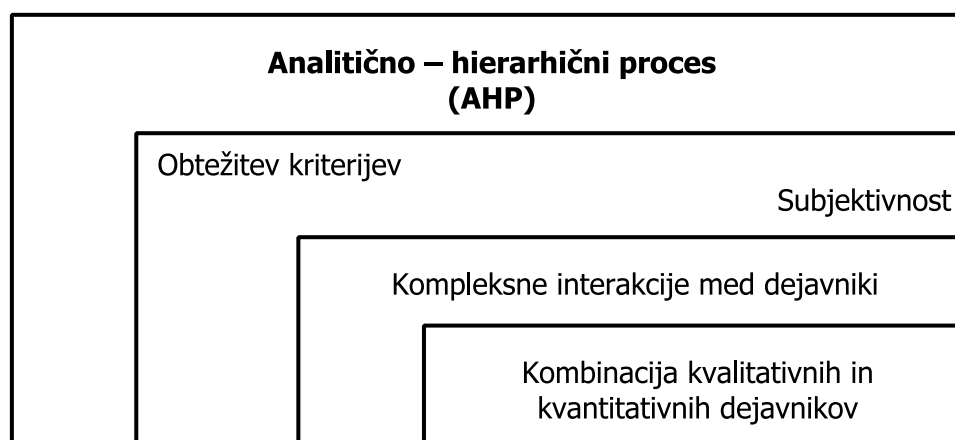 Analitično – hierarhični proces
(AHP)
Obtežitev kriterijev
Subjektivnost
Kompleksne interakcije med dejavniki
Kombinacija kvalitativnih in
kvantitativnih dejavnikov